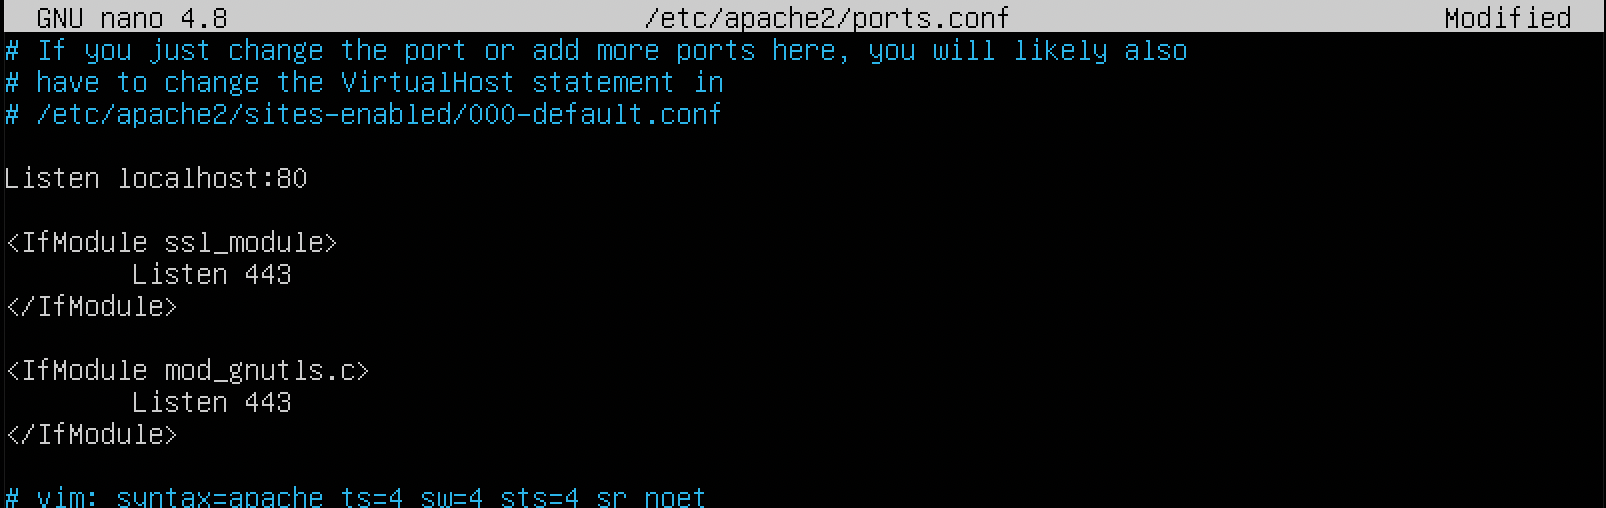 GNU nano 4.8 /etc/apache2/ports.conf Modified
# If you just change the port or add more ports here, you will likely also
# have to change the VirtualHost statement in
# /etc/apache2/sites-enabled/000-default.conf
Listen localhost:80
<IfModule ssl_module>
Listen 443
</IfModule>
<IfModule mod_gnutls.c>
Listen 443
</IfModule>
# vim: syntax=apache ts=4 sw=4 sts=4 sr noet